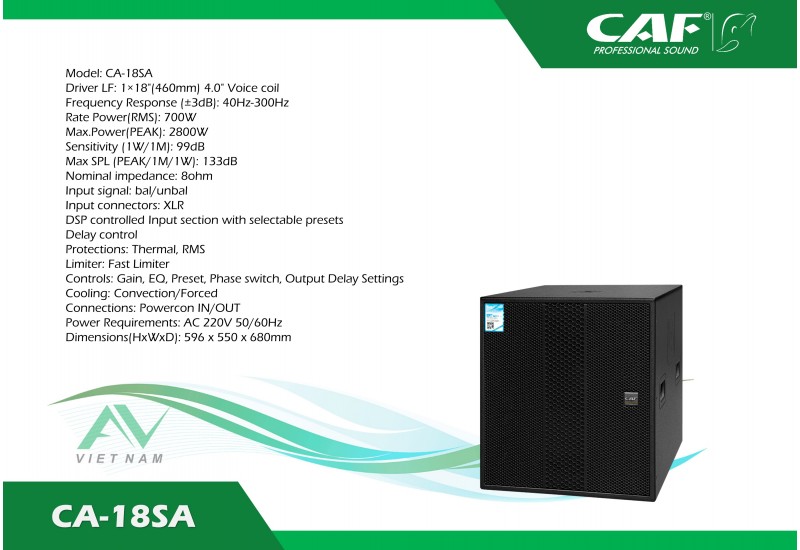 CAF®
PROFESSIONAL SOUND
Model: CA-18SA
Driver LF: 1×18"(460mm) 4.0" Voice coil
Frequency Response (±3dB): 40Hz-300Hz
Rate Power(RMS): 700W
Max.Power(PEAK): 2800W
Sensitivity (1W/1M): 99dB
Max SPL (PEAK/1M/1W): 133dB
Nominal impedance: 8ohm
Input signal: bal/unbal
Input connectors: XLR
DSP controlled Input section with selectable presets
Delay control
Protections: Thermal, RMS
Limiter: Fast Limiter
Controls: Gain, EQ, Preset, Phase switch, Output Delay Settings
Cooling: Convection/Forced
Connections: Powercon IN/OUT
Power Requirements: AC 220V 50/60Hz
Dimensions(HxWxD): 596 x 550 x 680mm
AV
VIET NAM
CA-18SA